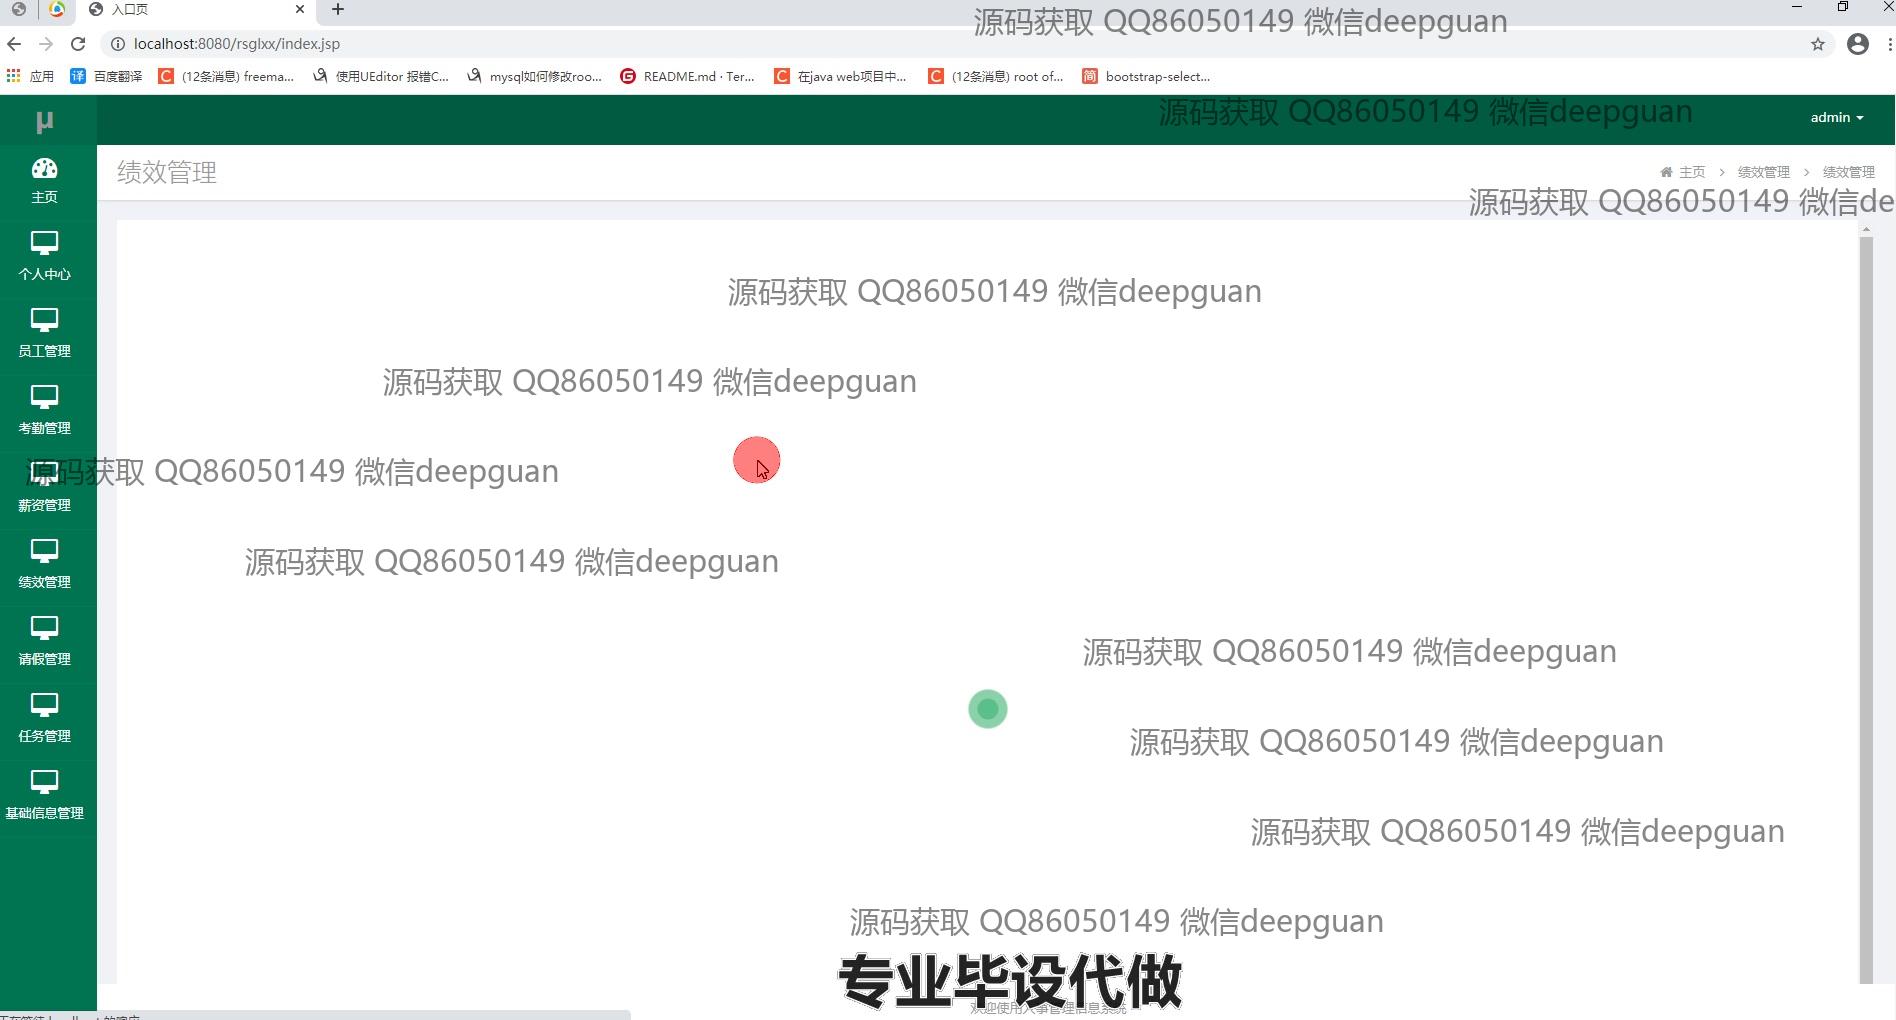 入口页
源码获取 QQ86050149 微信deepguan
localhost:8080/rsglxx/index.jsp
应用
百度翻译
(12条消息) freema...
使用UEditor 报错C...
mysql如何修改roo...
README.md · Ter...
在java web项目中...
(12条消息) root of...
bootstrap-select...
μ
源码获取 QQ86050149 微信deepguan
admin
绩效管理
主页 > 绩效管理 > 绩效管理
源码获取 QQ86050149 微信de
主页
个人中心
员工管理
考勤管理
薪资管理
绩效管理
请假管理
任务管理
基础信息管理
源码获取 QQ86050149 微信deepguan
源码获取 QQ86050149 微信deepguan
源码获取 QQ86050149 微信deepguan
源码获取 QQ86050149 微信deepguan
源码获取 QQ86050149 微信deepguan
源码获取 QQ86050149 微信deepguan
源码获取 QQ86050149 微信deepguan
源码获取 QQ86050149 微信deepguan
专业毕设代做
欢迎使用人事管理信息系统